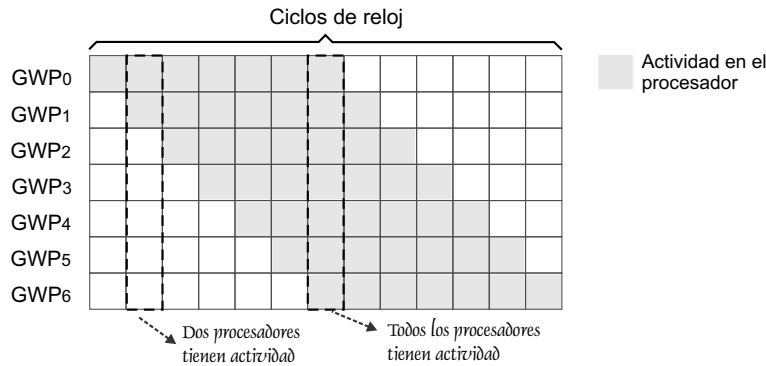 Ciclos de reloj
GWP0
GWP1
GWP2
GWP3
GWP4
GWP5
GWP6
Actividad en el
procesador
Dos procesadores
tienen actividad
Todos los procesadores
tienen actividad